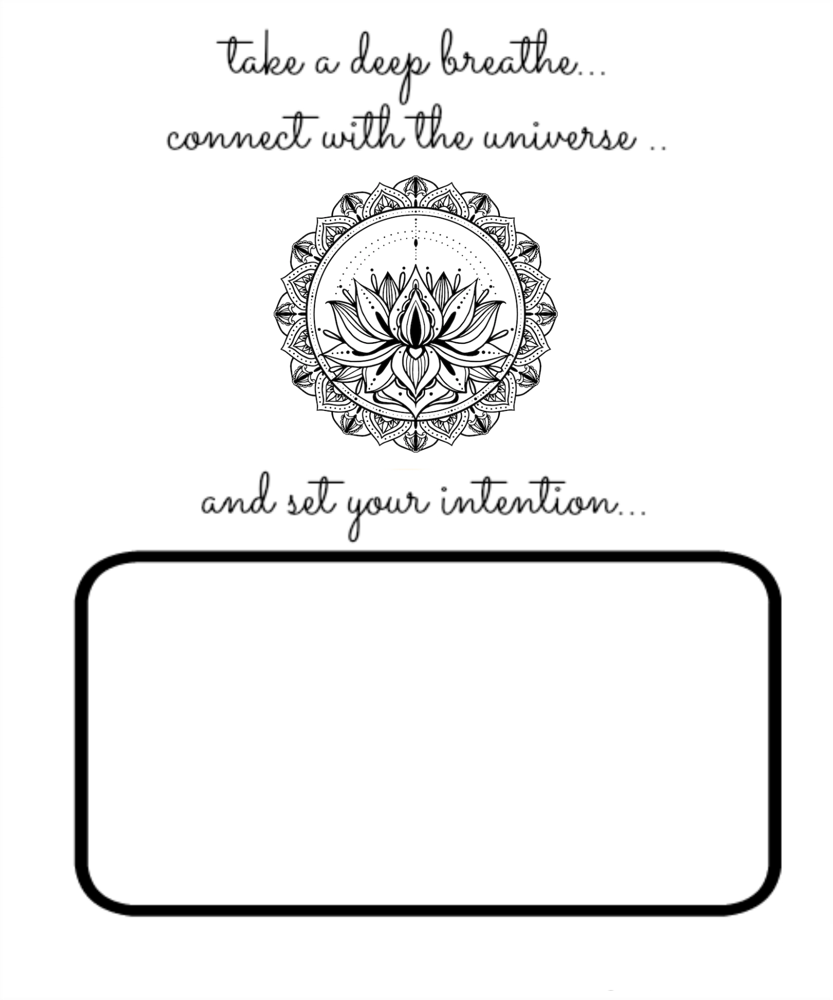 take a deep breathe...
connect with the universe ..
and set your intention...